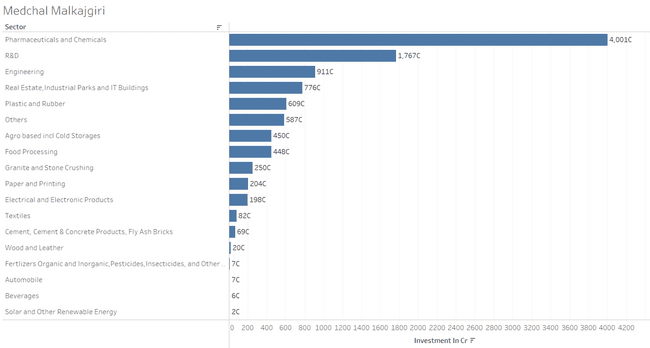 Medchal Malkajgiri
Sector
Pharmaceuticals and Chemicals 4,001C
R&D 1,767C
Engineering 911C
Real Estate,Industrial Parks and IT Buildings 776C
Plastic and Rubber 609C
Others 587C
Agro based incl Cold Storages 450C
Food Processing 448C
Granite and Stone Crushing 250C
Paper and Printing 204C
Electrical and Electronic Products 198C
Textiles 82C
Cement, Cement & Concrete Products, Fly Ash Bricks 69C
Wood and Leather 20C
Fertlizers Organic and Inorganic,Pesticides,Insecticides, and Other... 7C
Automobile 7C
Beverages 6C
Solar and Other Renewable Energy 2C
0 200 400 600 800 1000 1200 1400 1600 1800 2000 2200 2400 2600 2800 3000 3200 3400 3600 3800 4000 4200
Investment In Cr